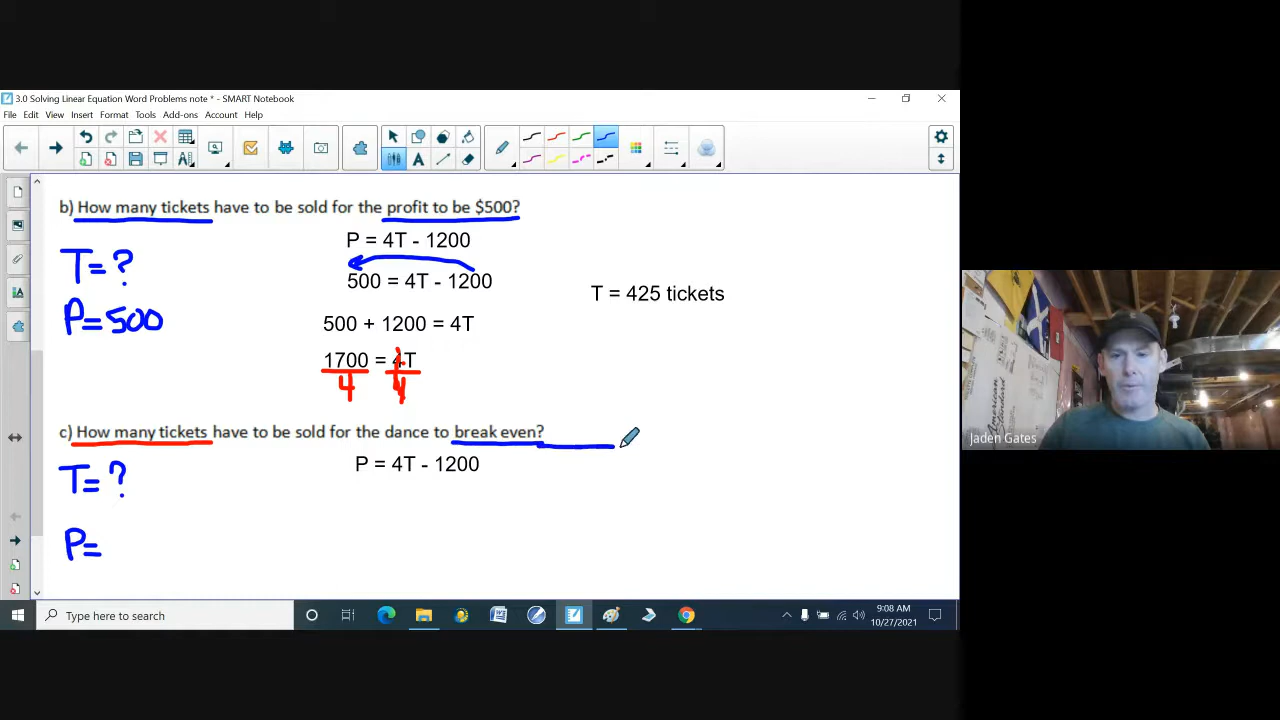 3.0 Solving Linear Equation Word Problems note * - SMART Notebook
File Edit View Insert Format Tools Add-ons Account Help
b) How many tickets have to be sold for the profit to be $500?
P = 4T - 1200
T = ?
500 = 4T - 1200
T = 425 tickets
P = 500
500 + 1200 = 4T
1700 = 4T
4 4
c) How many tickets have to be sold for the dance to break even?
P = 4T - 1200
T = ?
P =
American Standard
Jaden Gates
Type here to search
9:08 AM
10/27/2021